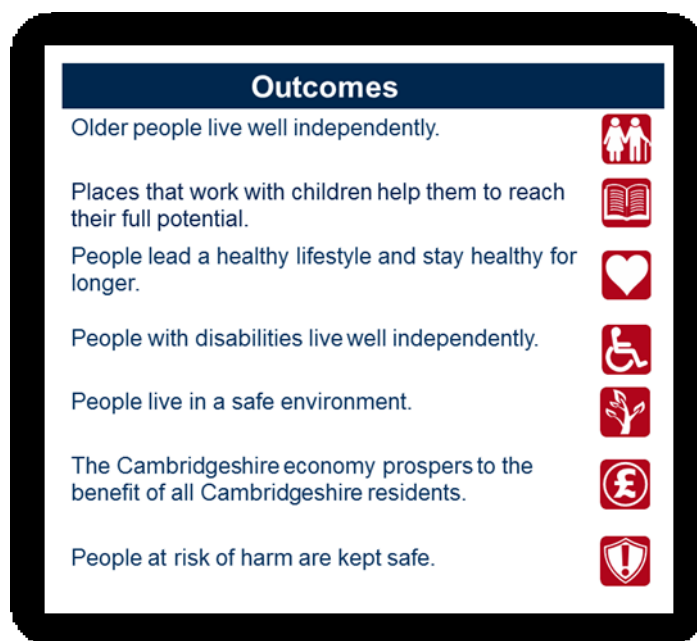 Outcomes
Older people live well independently.
Places that work with children help them to reach
their full potential.
People lead a healthy lifestyle and stay healthy for
longer.
People with disabilities live well independently.
People live in a safe environment.
The Cambridgeshire economy prospers to the
benefit of all Cambridgeshire residents.
£
People at risk of harm are kept safe.
!